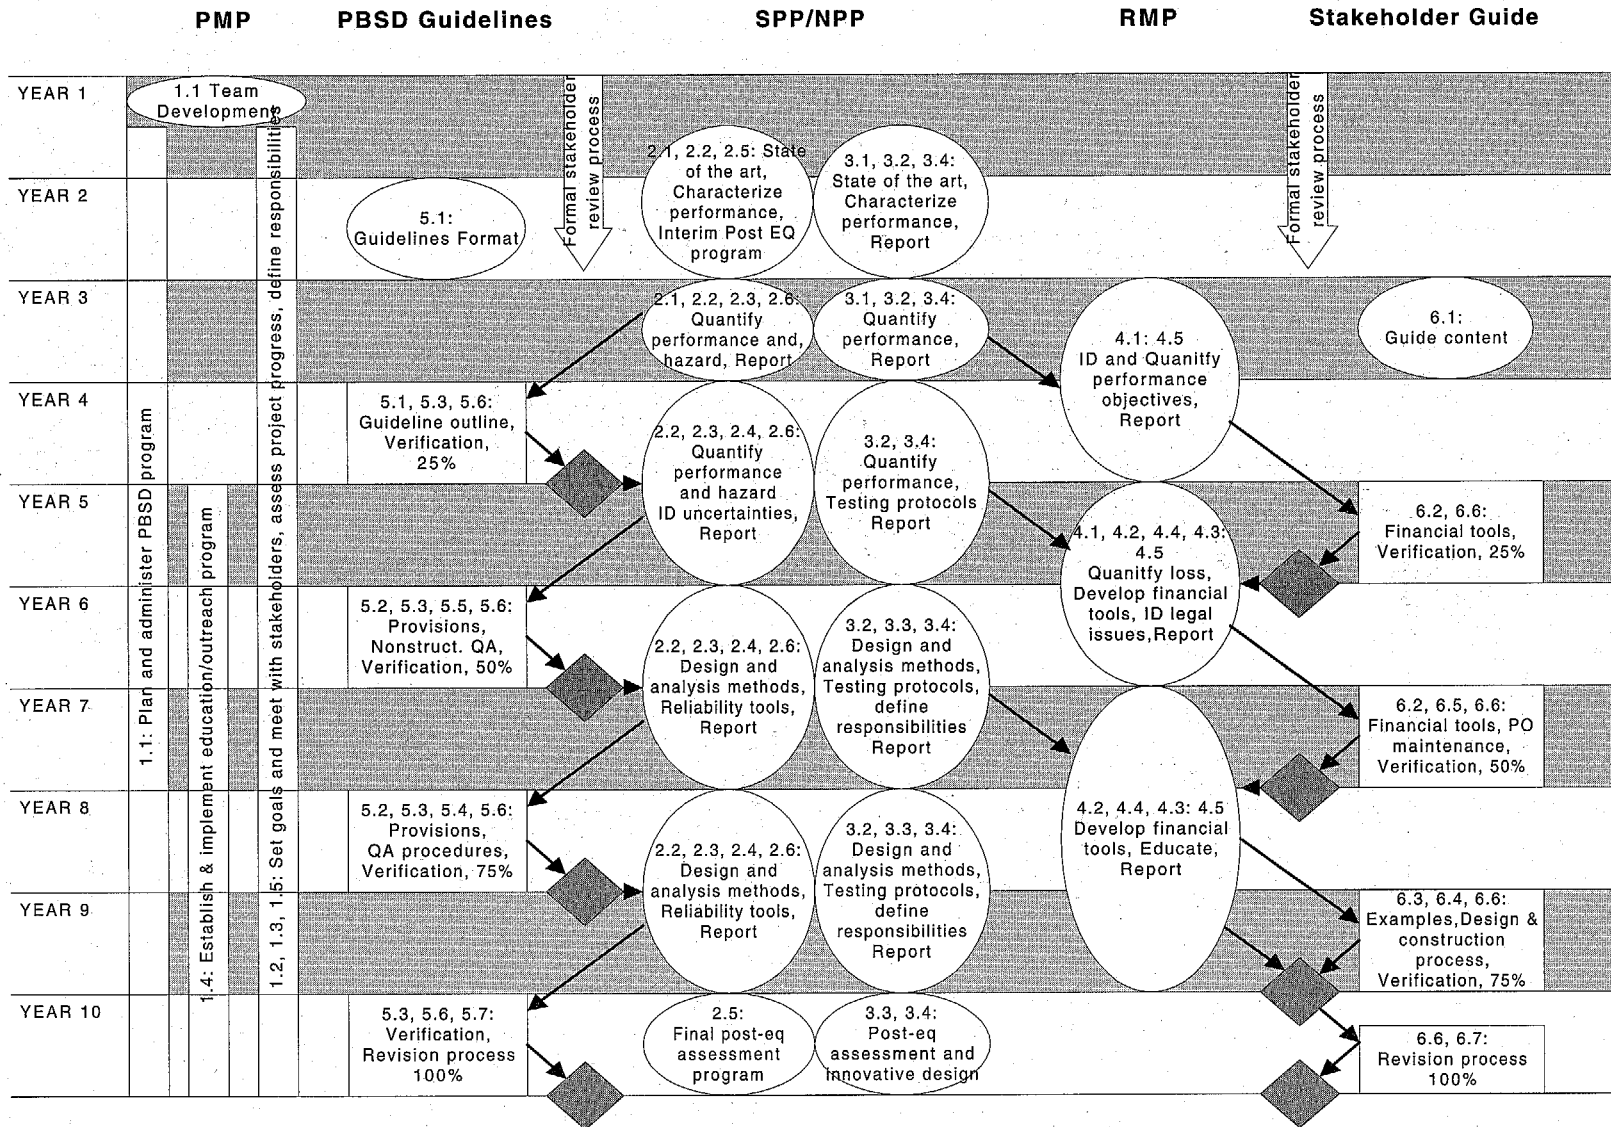 PMP
PBSD Guidelines
SPP/NPP
RMP
Stakeholder Guide
YEAR 1
YEAR 2
YEAR 3
YEAR 4
YEAR 5
YEAR 6
YEAR 7
YEAR 8
YEAR 9
YEAR 10
1.1 Team
Development
1.1: Plan and administer PBSD program
1.4: Establish & implement education/outreach program
1.2, 1.3, 1.5: Set goals and meet with stakeholders, assess project progress, define responsibilities
5.1:
Guidelines Format
5.1, 5.3, 5.6:
Guideline outline,
Verification,
25%
5.2, 5.3, 5.5, 5.6:
Provisions,
Nonstruct. QA,
Verification, 50%
5.2, 5.3, 5.4, 5.6:
Provisions,
QA procedures,
Verification, 75%
5.3, 5.6, 5.7:
Verification,
Revision process
100%
Formal stakeholder
review process
2.1, 2.2, 2.5: State
of the art,
Characterize
performance,
Interim Post EQ
program
2.1, 2.2, 2.3, 2.6:
Quantify
performance and,
hazard, Report
2.2, 2.3, 2.4, 2.6:
Quantify
performance
and hazard
ID uncertainties,
Report
2.2, 2.3, 2.4, 2.6:
Design and
analysis methods,
Reliability tools,
Report
2.2, 2.3, 2.4, 2.6:
Design and
analysis methods,
Reliability tools,
Report
2.5:
Final post-eq
assessment
program
3.1, 3.2, 3.4:
State of the art,
Characterize
performance,
Report
3.1, 3.2, 3.4:
Quantify
performance,
Report
3.2, 3.4:
Quantify
performance,
Testing protocols
Report
3.2, 3.3, 3.4:
Design and
analysis methods,
Testing protocols,
define
responsibilities
Report
3.2, 3.3, 3.4:
Design and
analysis methods,
Testing protocols,
define
responsibilities
Report
3.3, 3.4:
Post-eq
assessment and
innovative design
4.1: 4.5
ID and Quanitfy
performance
objectives,
Report
4.1, 4.2, 4.4, 4.3:
4.5
Quanitfy loss,
Develop financial
tools, ID legal
issues,Report
4.2, 4.4, 4.3: 4.5
Develop financial
tools, Educate,
Report
Formal stakeholder
review process
6.1:
Guide content
6.2, 6.6:
Financial tools,
Verification, 25%
6.2, 6.5, 6.6:
Financial tools, PO
maintenance,
Verification, 50%
6.3, 6.4, 6.6:
Examples,Design &
construction
process,
Verification, 75%
6.6, 6.7:
Revision process
100%